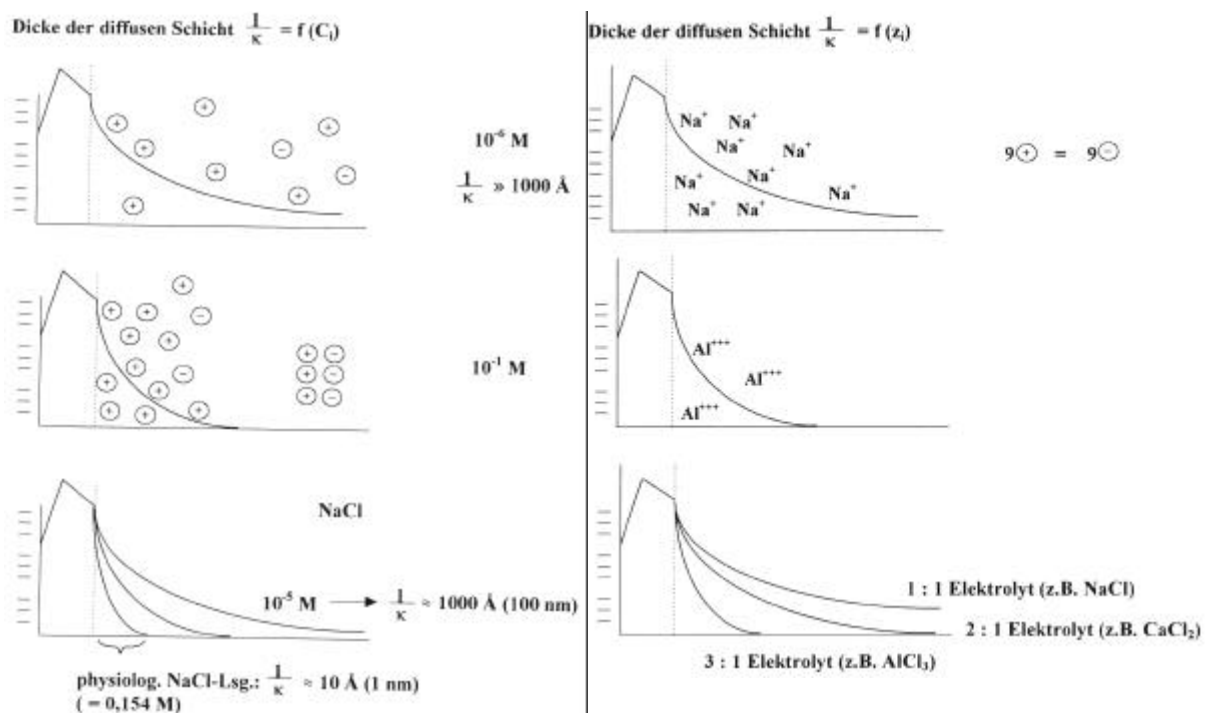 Dicke der diffusen Schicht 1/κ = f (Ci)
+ + + + − + + − + +
10⁻⁶ M
1/κ » 1000 Å
+ + + + − + + + + − + + + + +
+ −
+ −
+ −
10⁻¹ M
NaCl
10⁻⁵ M → 1/κ ≈ 1000 Å (100 nm)
physiolog. NaCl-Lsg.: 1/κ ≈ 10 Å (1 nm)
( = 0,154 M)
Dicke der diffusen Schicht 1/κ = f (zi)
Na⁺ Na⁺
Na⁺ Na⁺
Na⁺ Na⁺ Na⁺
Na⁺ Na⁺
9⊕ = 9⊖
Al⁺⁺⁺
Al⁺⁺⁺
Al⁺⁺⁺
1 : 1 Elektrolyt (z.B. NaCl)
2 : 1 Elektrolyt (z.B. CaCl₂)
3 : 1 Elektrolyt (z.B. AlCl₃)